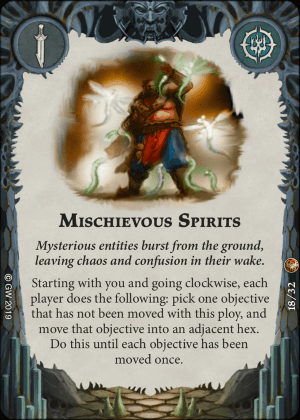 Mischievous Spirits
Mysterious entities burst from the ground,
leaving chaos and confusion in their wake.
Starting with you and going clockwise, each
player does the following: pick one objective
that has not been moved with this ploy, and
move that objective into an adjacent hex.
Do this until each objective has been
moved once.
© GW 2019
18/32